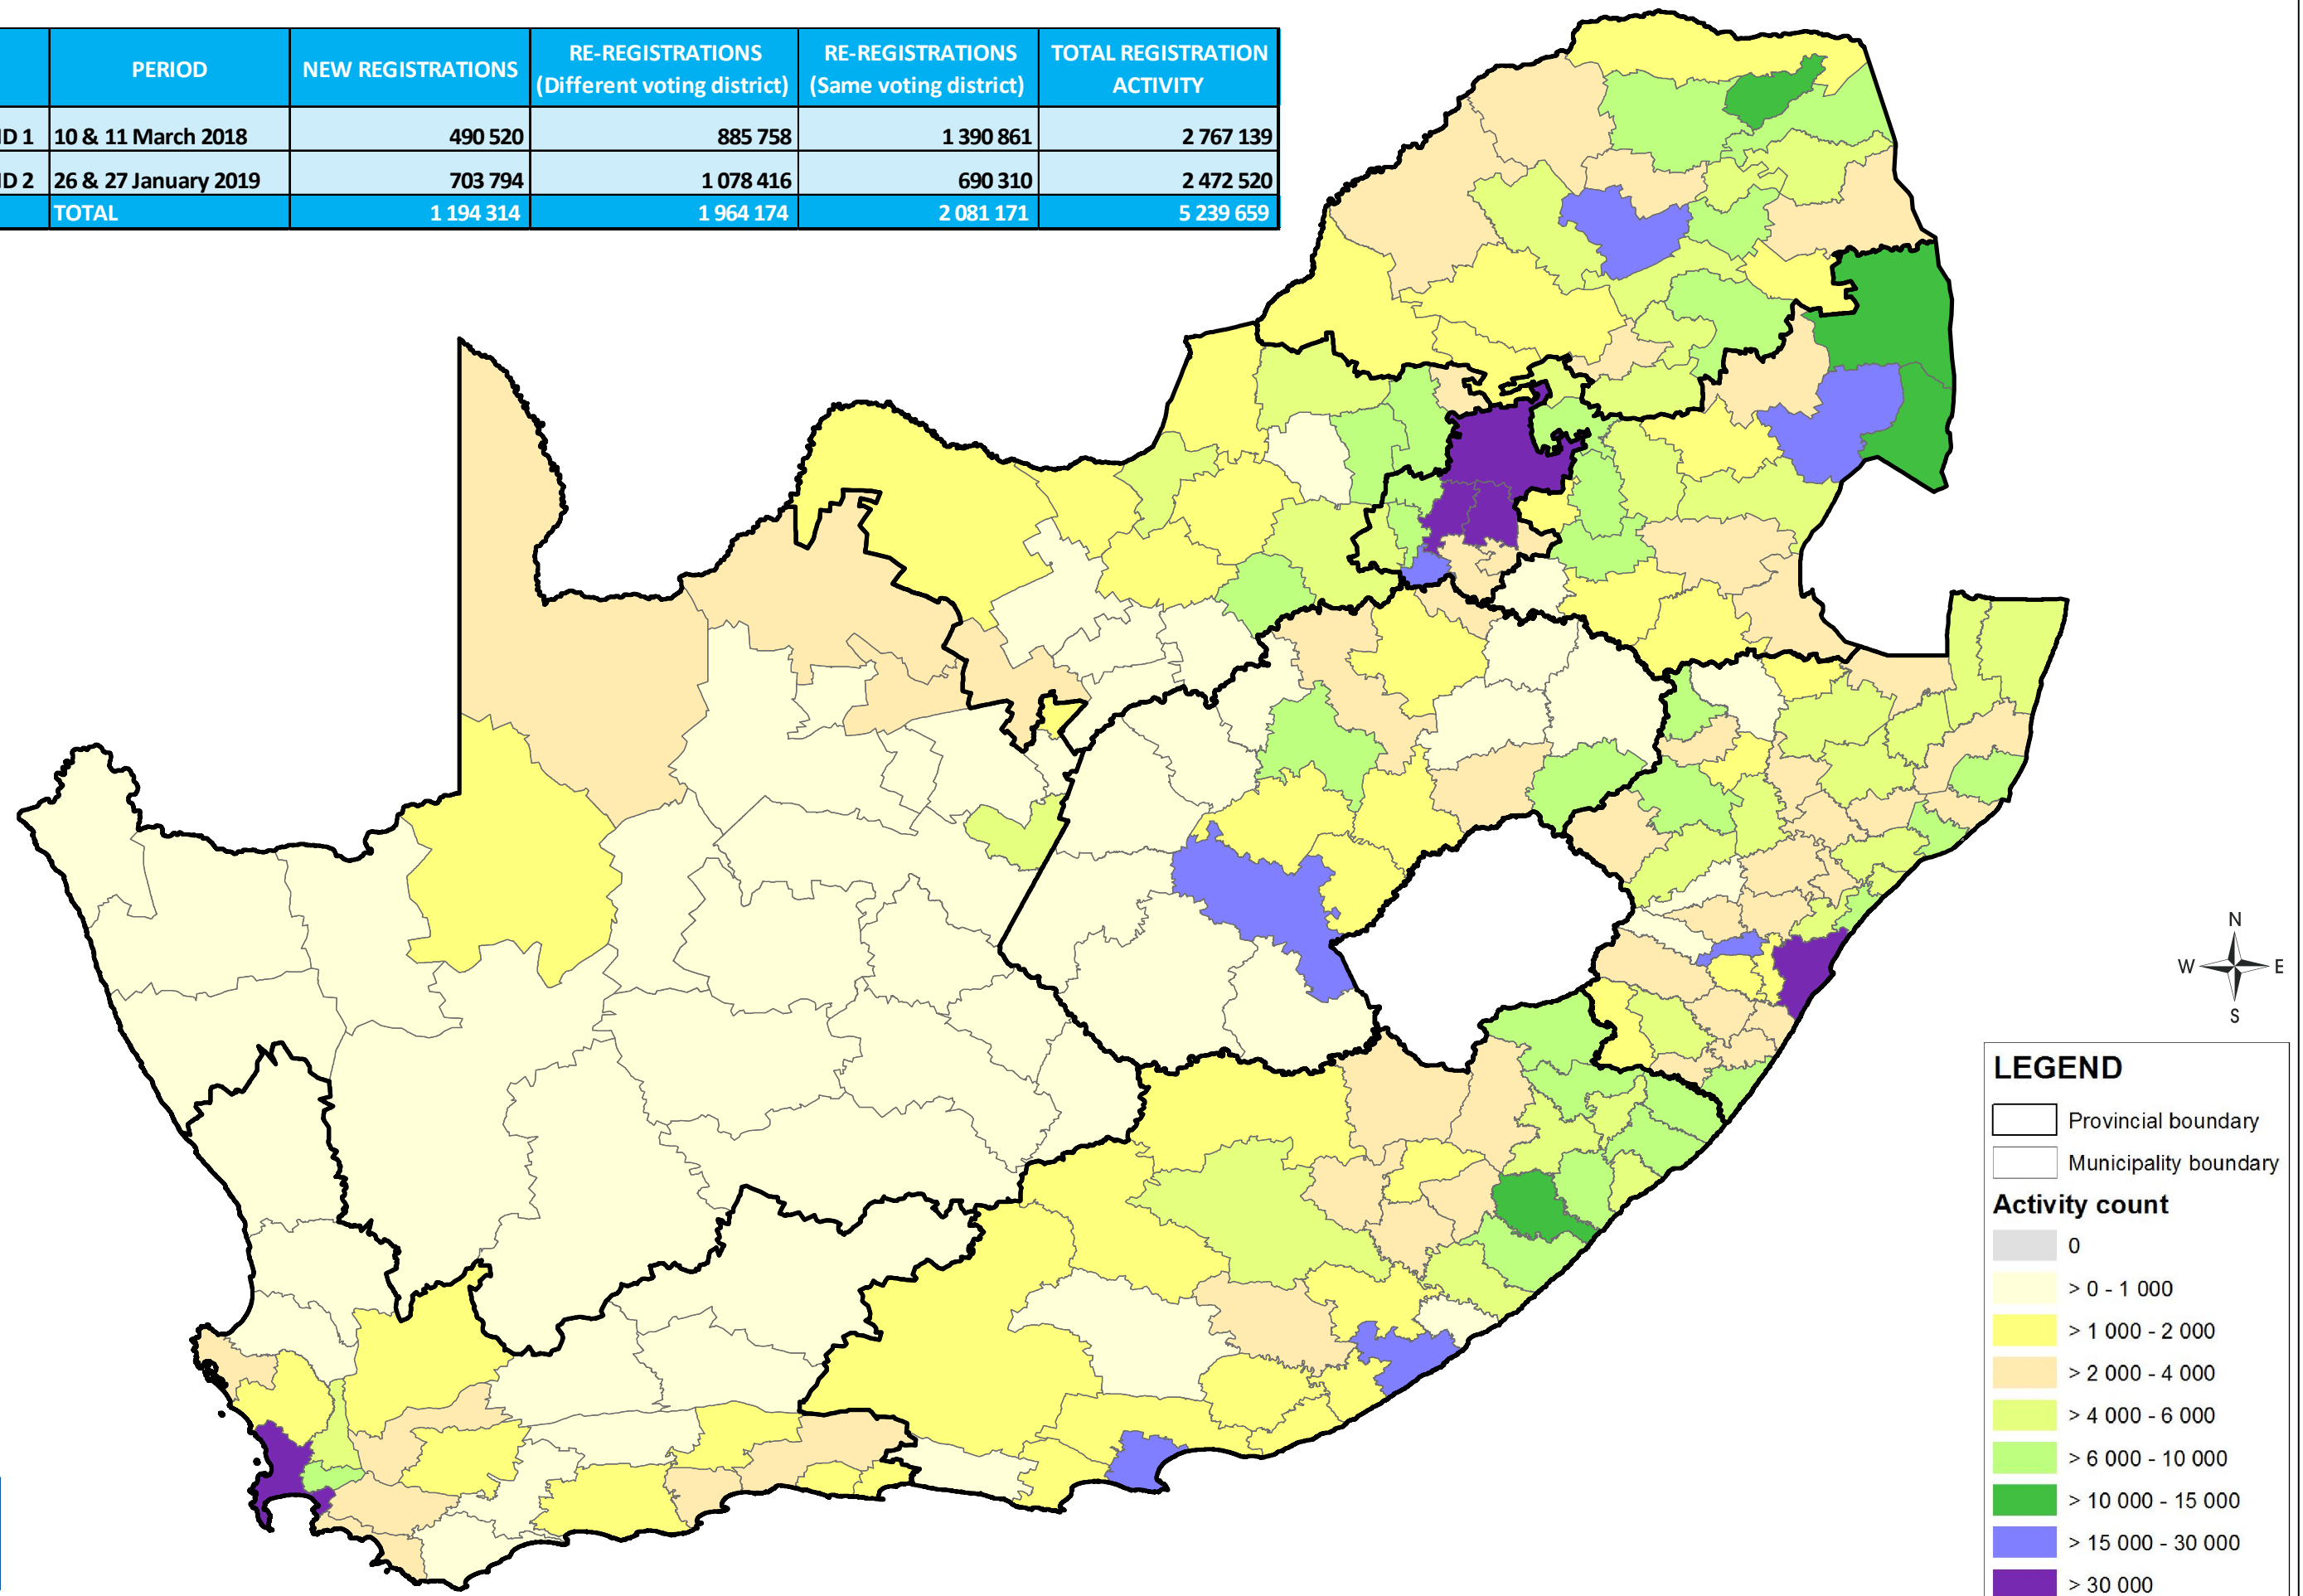 PERIOD NEW REGISTRATIONS RE-REGISTRATIONS (Different voting district) RE-REGISTRATIONS (Same voting district) TOTAL REGISTRATION ACTIVITY
ND 1 10 & 11 March 2018 490 520 885 758 1 390 861 2 767 139
ND 2 26 & 27 January 2019 703 794 1 078 416 690 310 2 472 520
TOTAL 1 194 314 1 964 174 2 081 171 5 239 659
N
W E
S
LEGEND
Provincial boundary
Municipality boundary
Activity count
0
> 0 - 1 000
> 1 000 - 2 000
> 2 000 - 4 000
> 4 000 - 6 000
> 6 000 - 10 000
> 10 000 - 15 000
> 15 000 - 30 000
> 30 000